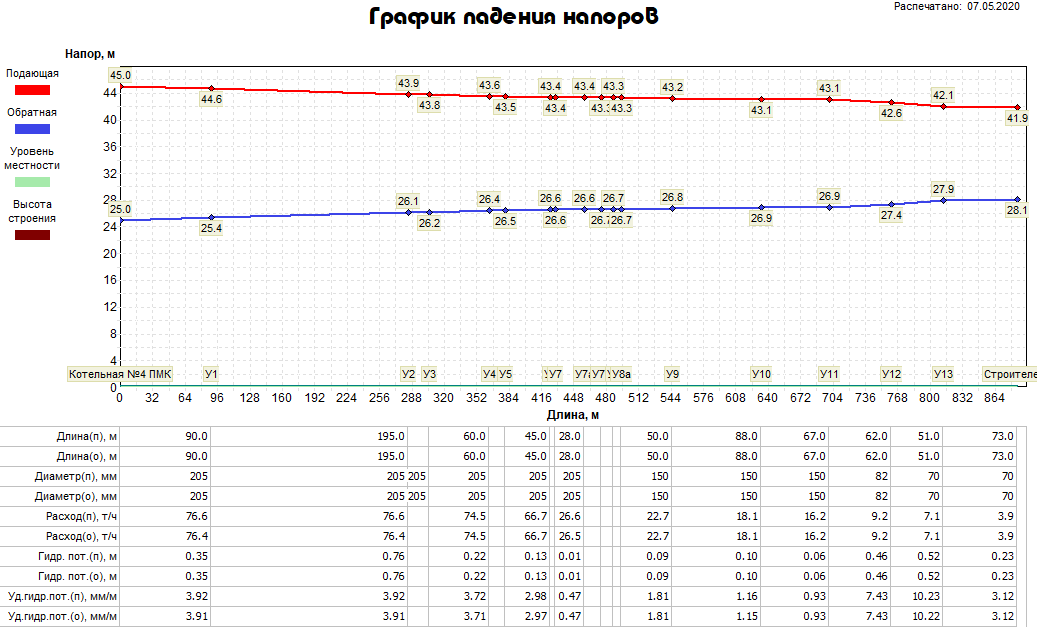 График падения напоров
Распечатано: 07.05.2020
Напор, м
Подающая
Обратная
Уровень
местности
Высота
строения
44
40
36
32
28
24
20
16
12
8
4
0
45.0
44.6
43.9
43.8
43.6
43.5
43.4
43.4
43.4
43.3
43.3
43.2
43.1
43.1
42.6
42.1
41.9
25.0
25.4
26.1
26.2
26.4
26.5
26.6
26.6
26.6
26.7
26.7
26.8
26.9
26.9
27.4
27.9
28.1
Котельная №4 ПМК У1 У2 У3 У4 У5 У7 У7 У7 У8а У9 У10 У11 У12 У13 Строителе
0 32 64 96 128 160 192 224 256 288 320 352 384 416 448 480 512 544 576 608 640 672 704 736 768 800 832 864
Длина, м
Длина(п), м 90.0 195.0 60.0 45.0 28.0 50.0 88.0 67.0 62.0 51.0 73.0
Длина(о), м 90.0 195.0 60.0 45.0 28.0 50.0 88.0 67.0 62.0 51.0 73.0
Диаметр(п), мм 205 205 205 205 205 205 150 150 150 82 70 70
Диаметр(о), мм 205 205 205 205 205 205 150 150 150 82 70 70
Расход(п), т/ч 76.6 76.6 74.5 66.7 26.6 22.7 18.1 16.2 9.2 7.1 3.9
Расход(о), т/ч 76.4 76.4 74.5 66.7 26.5 22.7 18.1 16.2 9.2 7.1 3.9
Гидр. пот.(п), м 0.35 0.76 0.22 0.13 0.01 0.09 0.10 0.06 0.46 0.52 0.23
Гидр. пот.(о), м 0.35 0.76 0.22 0.13 0.01 0.09 0.10 0.06 0.46 0.52 0.23
Уд.гидр.пот.(п), мм/м 3.92 3.92 3.72 2.98 0.47 1.81 1.16 0.93 7.43 10.23 3.12
Уд.гидр.пот.(о), мм/м 3.91 3.91 3.71 2.97 0.47 1.81 1.15 0.93 7.43 10.22 3.12